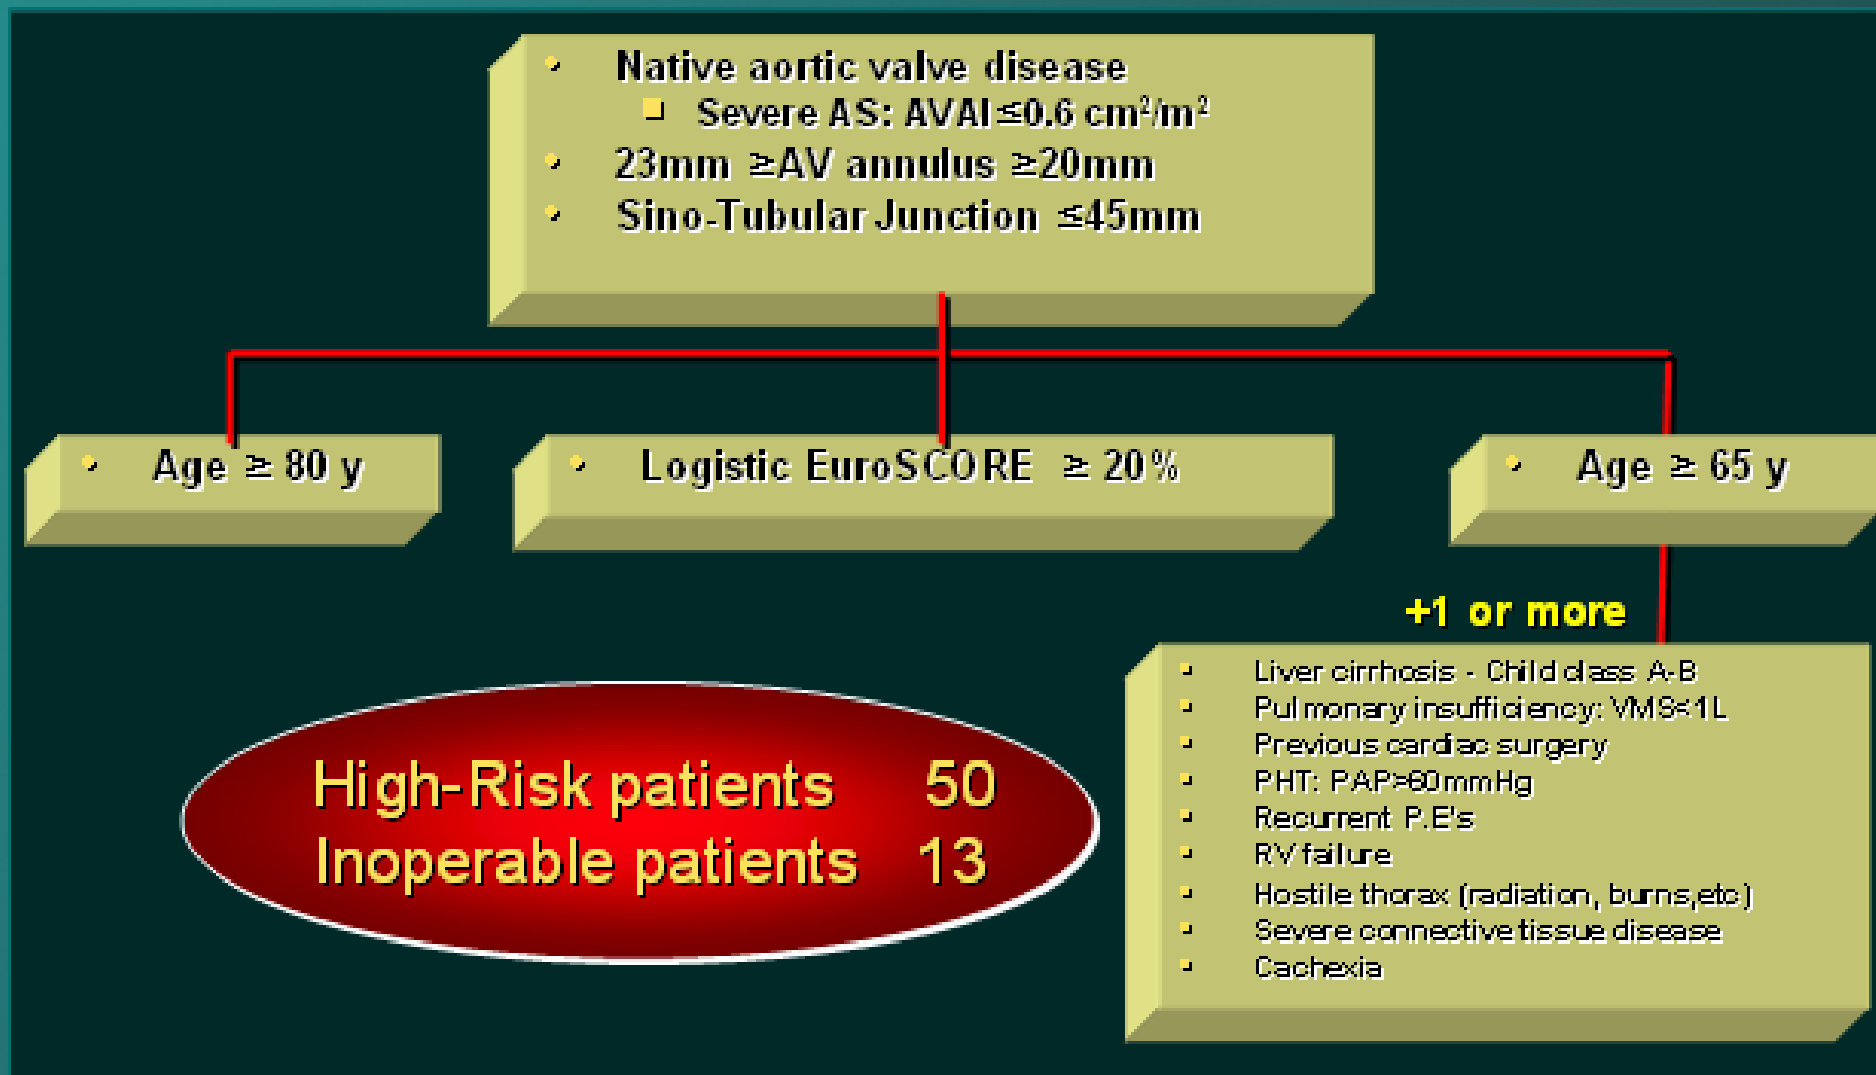 Native aortic valve disease
Severe AS: AVAI≤0.6 cm²/m²
23mm ≥AV annulus ≥20mm
Sino-Tubular Junction ≤45mm
Age ≥ 80 y
Logistic EuroSCORE ≥ 20%
Age ≥ 65 y
+1 or more
Liver cirrhosis - Child class A-B
Pulmonary insufficiency: VMS<1L
Previous cardiac surgery
PHT: PAP>60mmHg
Recurrent P.E's
RV failure
Hostile thorax (radiation, burns,etc)
Severe connective tissue disease
Cachexia
High-Risk patients 50
Inoperable patients 13